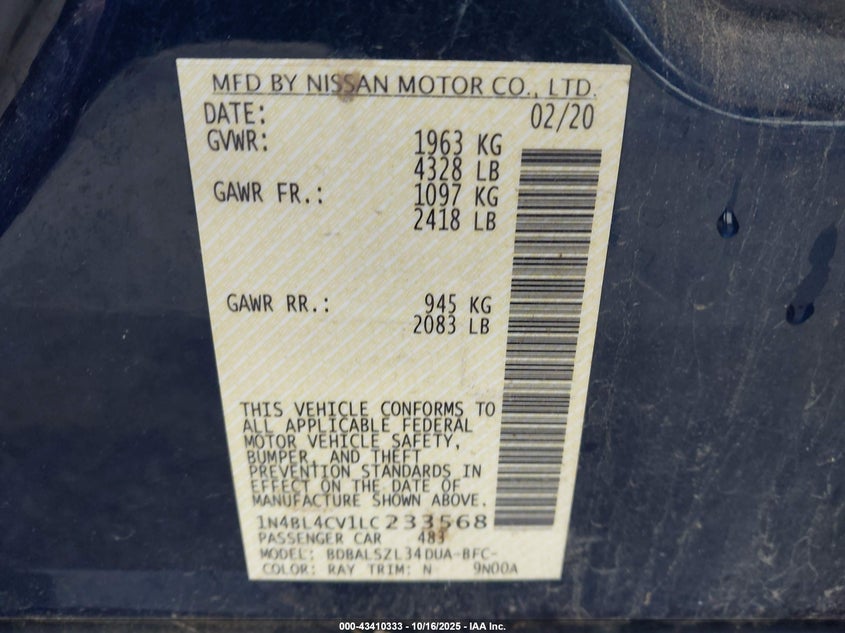 MFD BY NISSAN MOTOR CO., LTD.
DATE: 02/20
GVWR: 1963 KG
4328 LB
GAWR FR.: 1097 KG
2418 LB
GAWR RR.: 945 KG
2083 LB
THIS VEHICLE CONFORMS TO
ALL APPLICABLE FEDERAL
MOTOR VEHICLE SAFETY,
BUMPER, AND THEFT
PREVENTION STANDARDS IN
EFFECT ON THE DATE OF
MANUFACTURE SHOWN ABOVE.
1N4BL4CV1LC233568
PASSENGER CAR 483
MODEL: BDBALSZL34DUA-BFC-
COLOR: RAY TRIM: N 9N00A
000-43410333 - 10/16/2025 - IAA Inc.